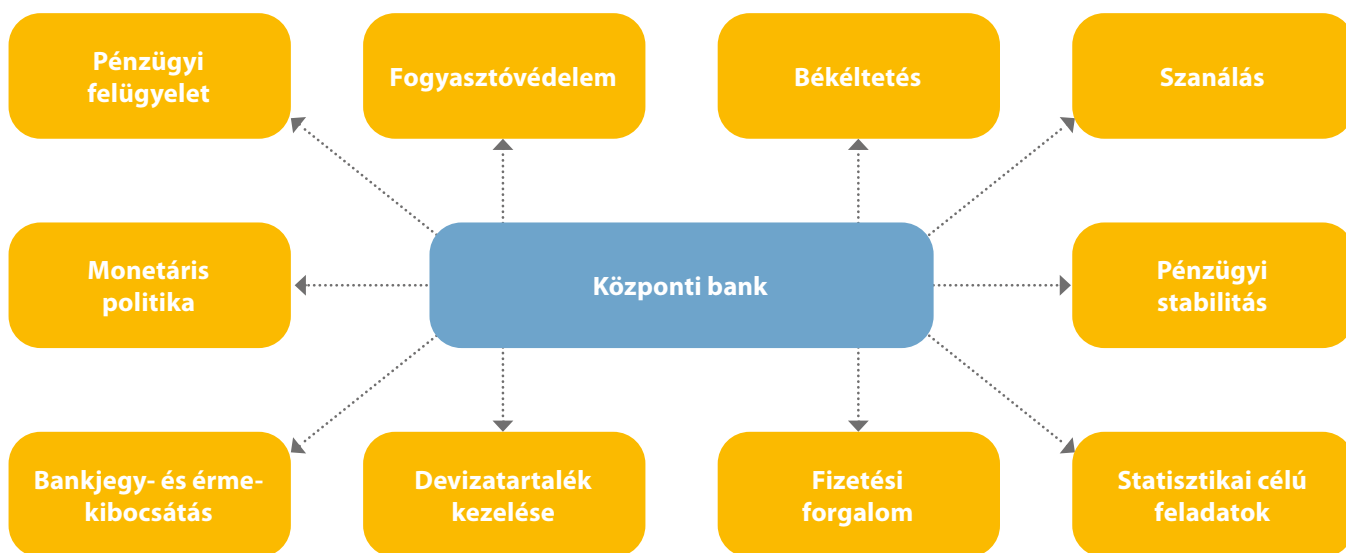 Pénzügyi
felügyelet
Fogyasztóvédelem
Békéltetés
Szanálás
Monetáris
politika
Központi bank
Pénzügyi
stabilitás
Bankjegy- és érme-
kibocsátás
Devizatartalék
kezelése
Fizetési
forgalom
Statisztikai célú
feladatok